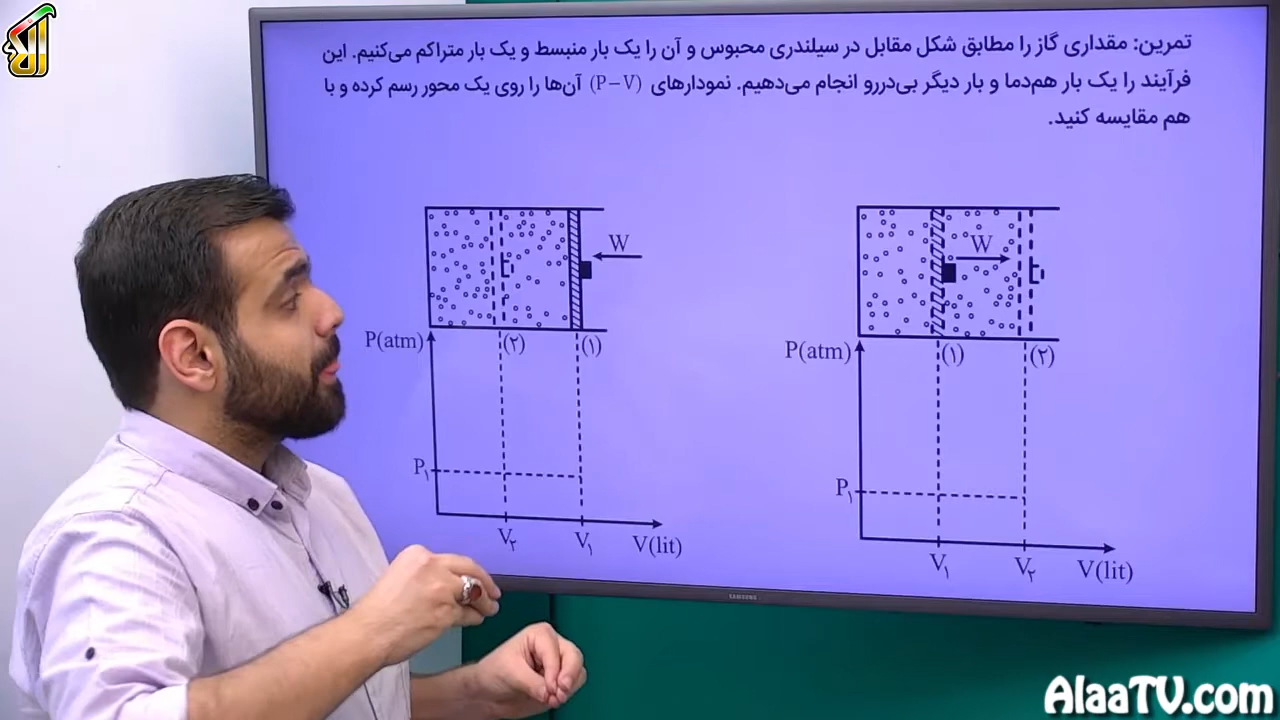 تمرین: مقداری گاز را مطابق شکل مقابل در سیلندری محبوس و آن را یک بار منبسط و یک بار متراکم می‌کنیم. این
فرآیند را یک بار هم‌دما و بار دیگر بی‌دررو انجام می‌دهیم. نمودارهای (P−V) آن‌ها را روی یک محور رسم کرده و با
هم مقایسه کنید.
W
W
P(atm)
(۲)
(۱)
P(atm)
(۱)
(۲)
P۱
P۱
V۲
V۱
V(lit)
V۱
V۲
V(lit)
SAMSUNG
AlaaTV.com